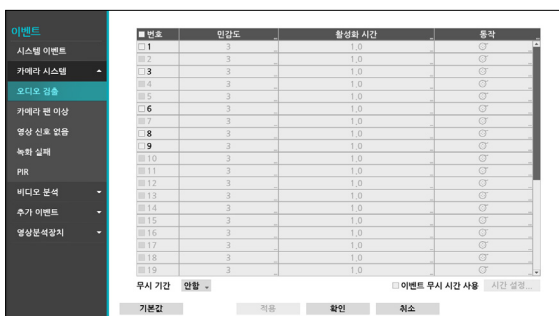 이벤트
시스템 이벤트
카메라 시스템
오디오 검출
카메라 팬 이상
영상 신호 없음
녹화 실패
PIR
비디오 분석
추가 이벤트
영상분석장치
번호 민감도 활성화 시간 동작
1 3 1,0
2 3 1,0
3 3 1,0
4 3 1,0
5 3 1,0
6 3 1,0
7 3 1,0
8 3 1,0
9 3 1,0
10 3 1,0
11 3 1,0
12 3 1,0
13 3 1,0
14 3 1,0
15 3 1,0
16 3 1,0
17 3 1,0
18 3 1,0
19 3 1,0
무시 기간 안함 이벤트 무시 시간 사용 시간 설정...
기본값 적용 확인 취소